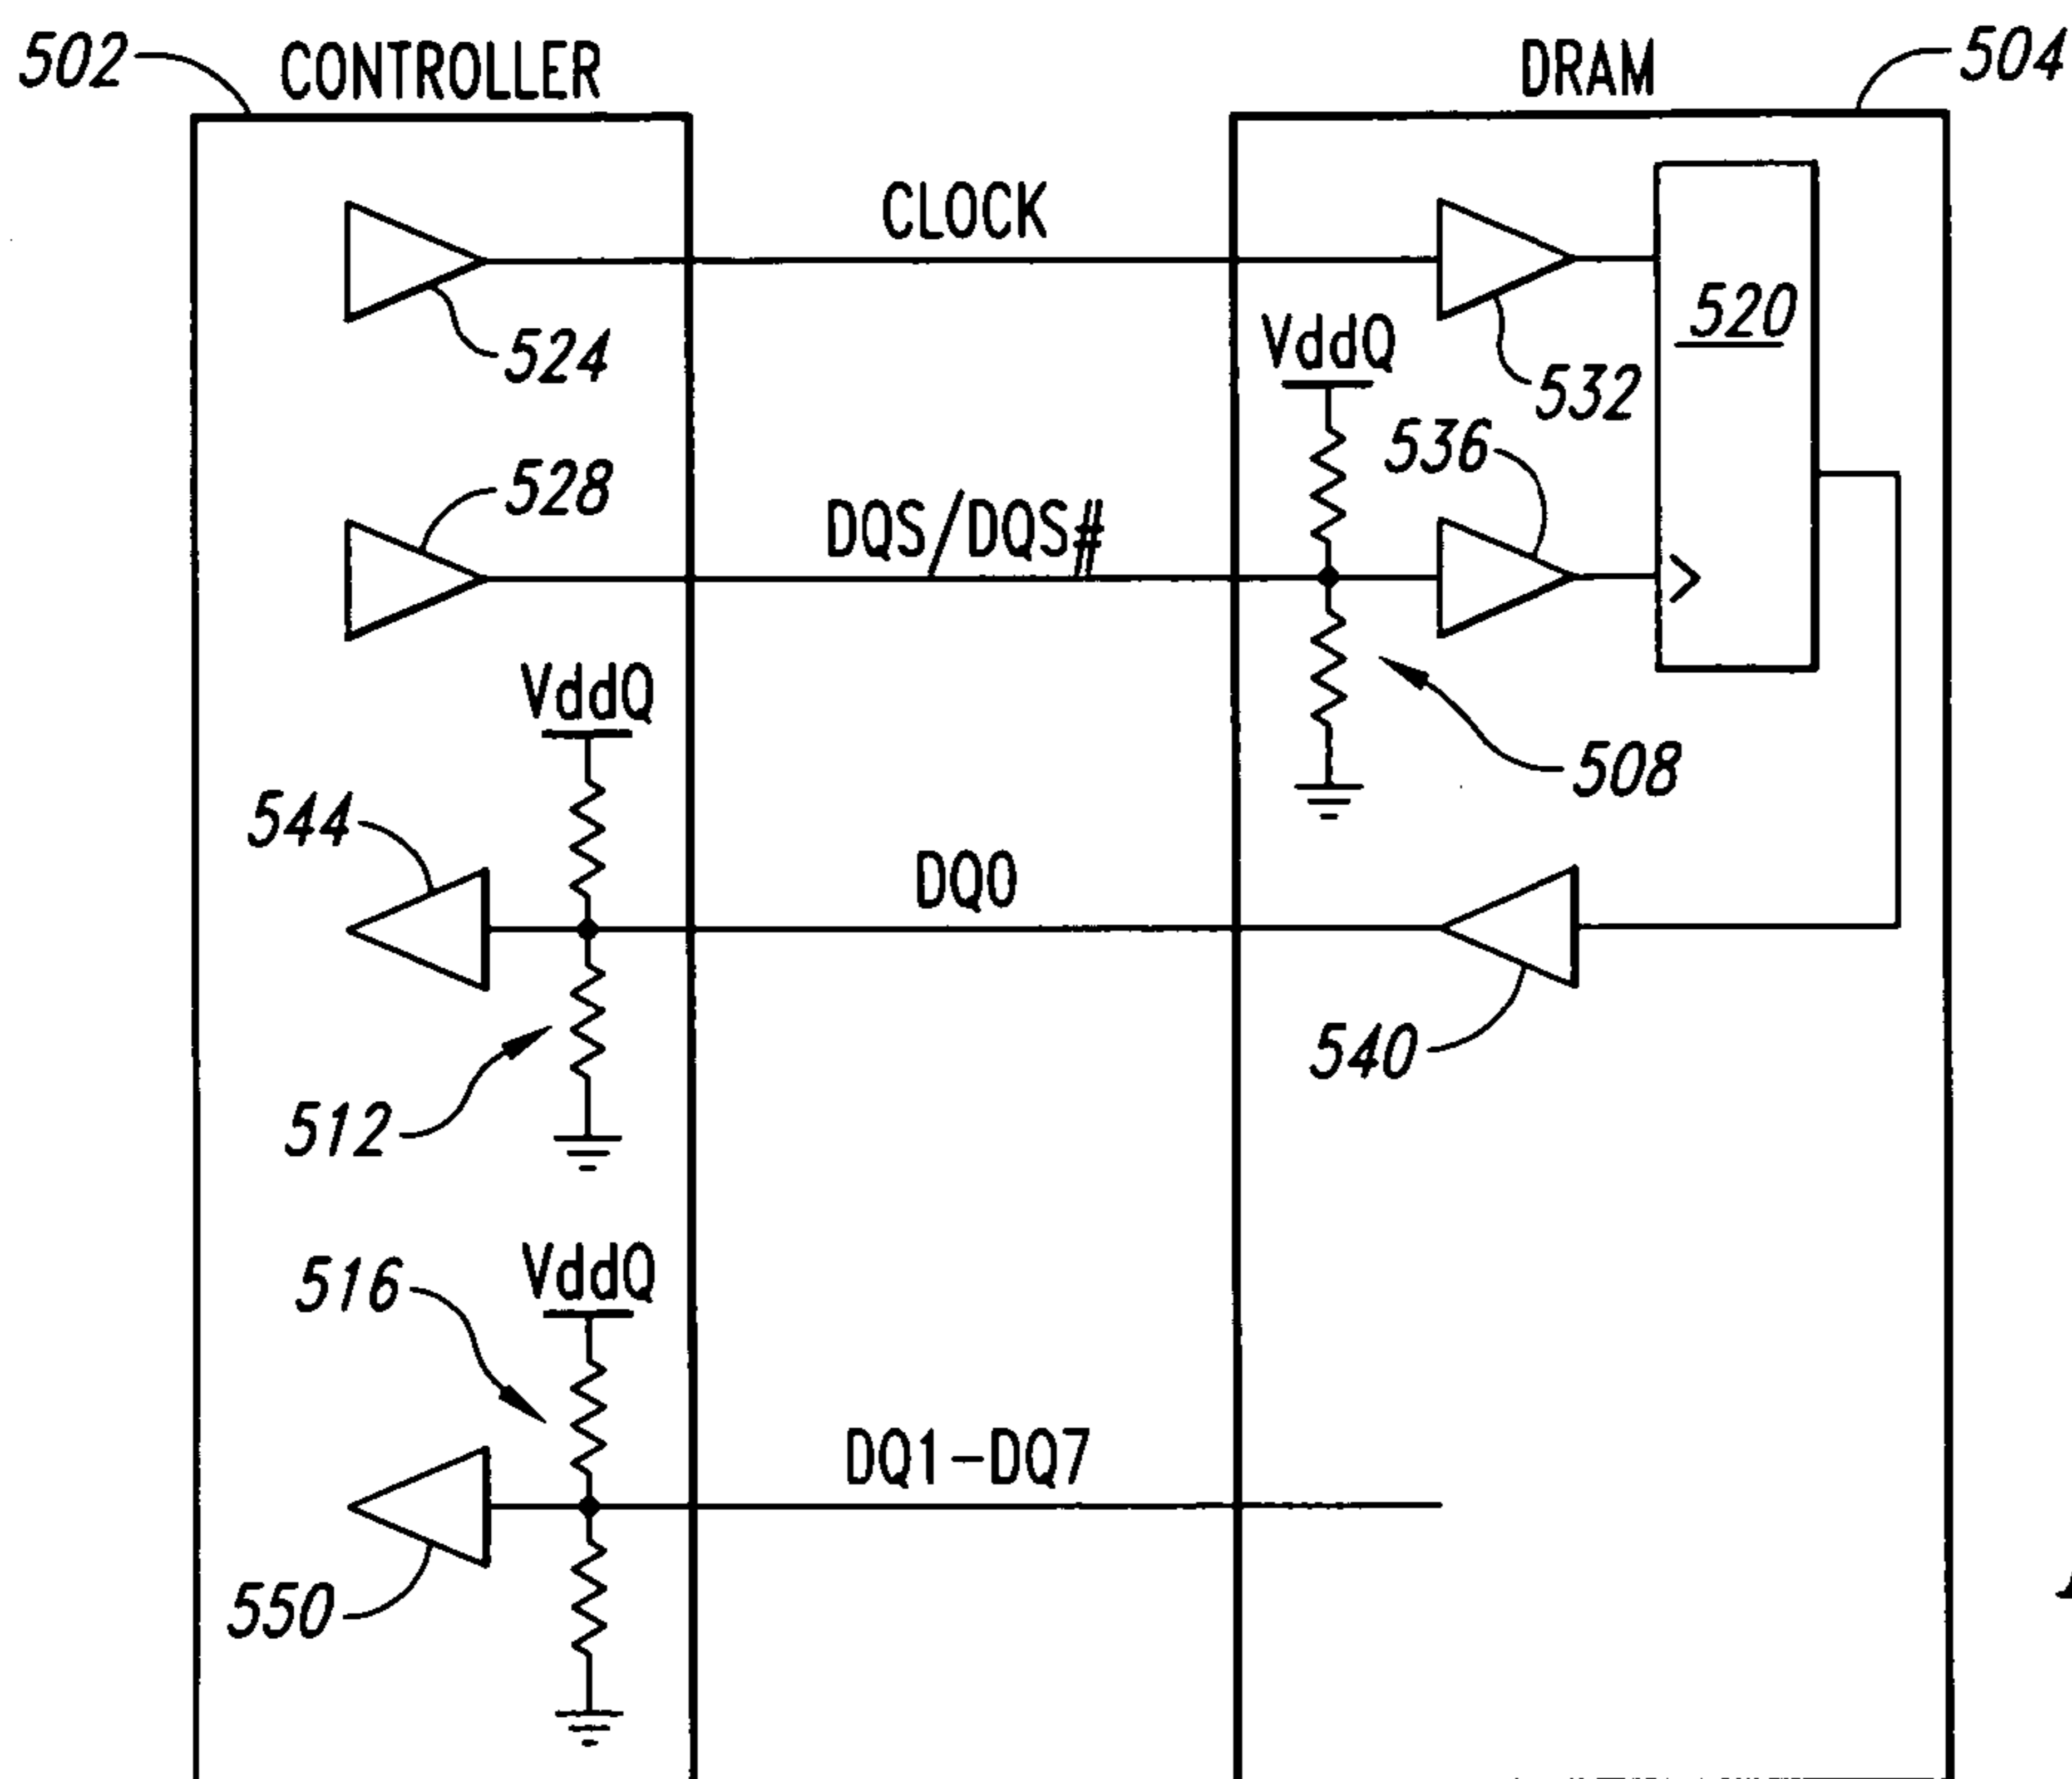 502
CONTROLLER
DRAM
504
CLOCK
524
VddQ
520
532
528
536
DQS/DQS#
VddQ
508
544
DQ0
512
540
516
VddQ
DQ1-DQ7
550